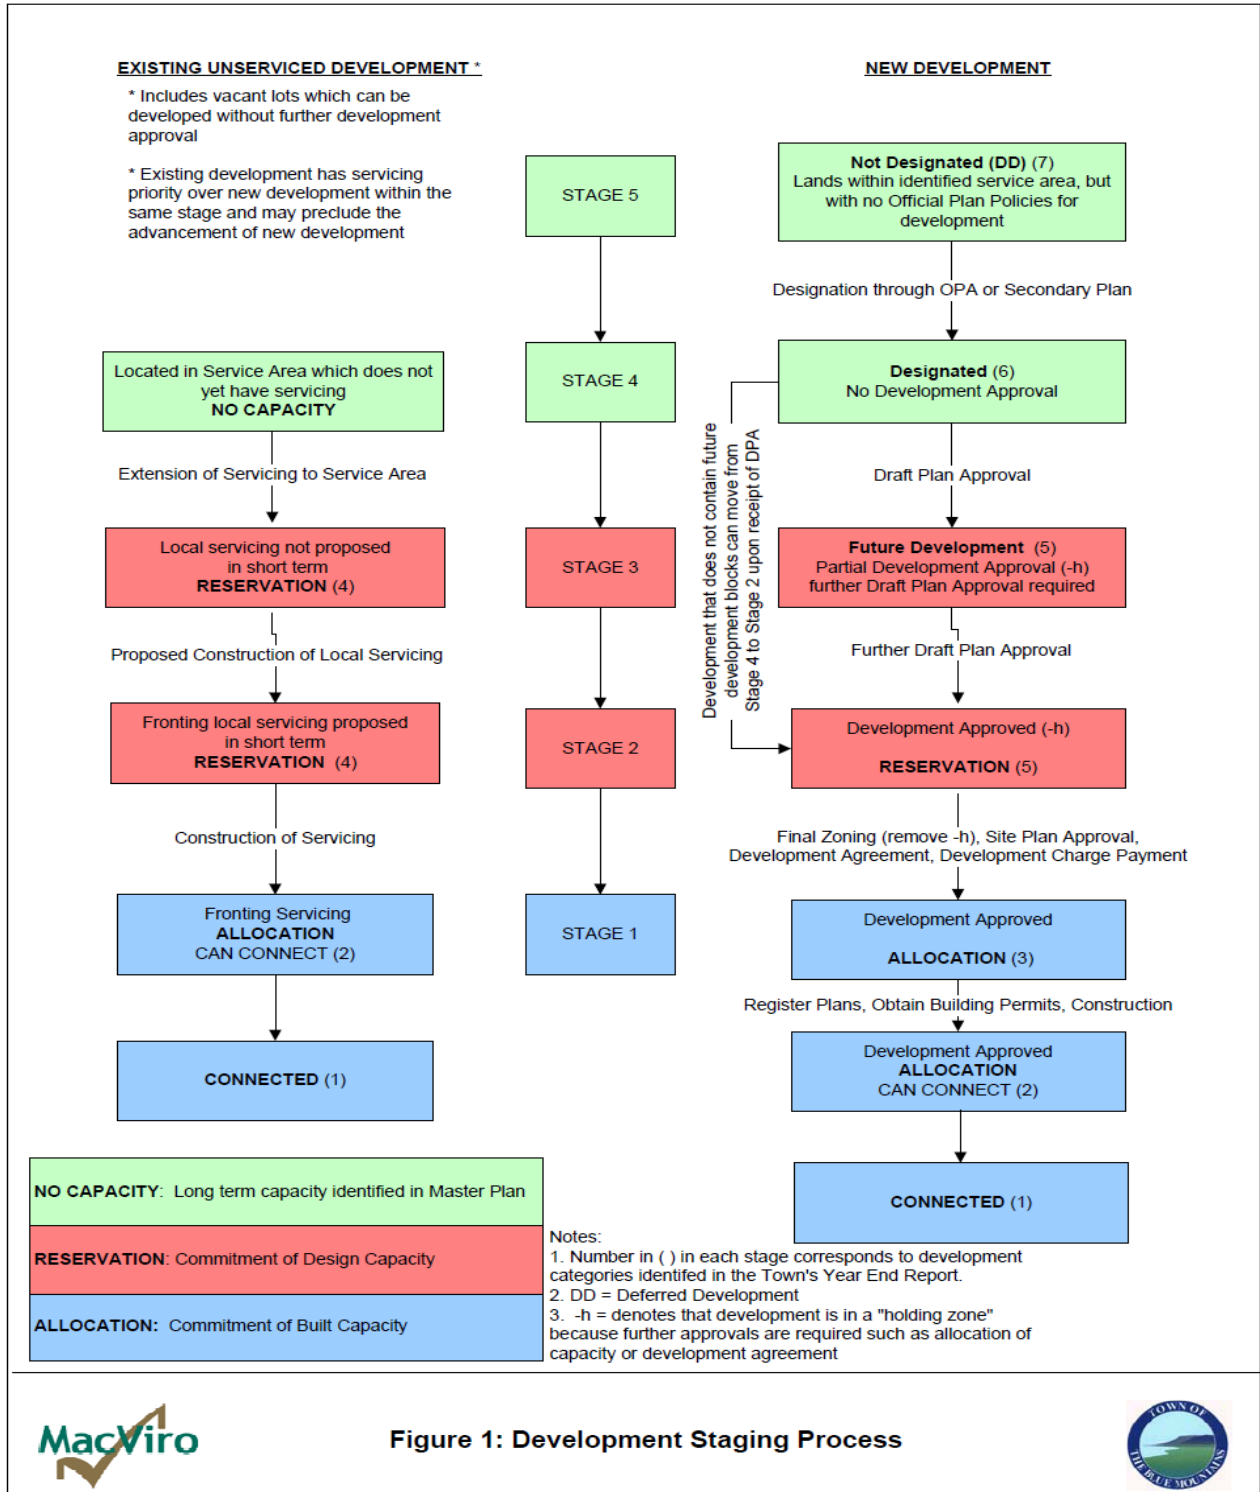 EXISTING UNSERVICED DEVELOPMENT *
* Includes vacant lots which can be
developed without further development
approval
* Existing development has servicing
priority over new development within the
same stage and may preclude the
advancement of new development
Located in Service Area which does not
yet have servicing
NO CAPACITY
Extension of Servicing to Service Area
Local servicing not proposed
in short term
RESERVATION (4)
Proposed Construction of Local Servicing
Fronting local servicing proposed
in short term
RESERVATION (4)
Construction of Servicing
Fronting Servicing
ALLOCATION
CAN CONNECT (2)
CONNECTED (1)
STAGE 5
STAGE 4
STAGE 3
STAGE 2
STAGE 1
NEW DEVELOPMENT
Not Designated (DD) (7)
Lands within identified service area, but
with no Official Plan Policies for
development
Designation through OPA or Secondary Plan
Designated (6)
No Development Approval
Development that does not contain future
development blocks can move from
Stage 4 to Stage 2 upon receipt of DPA
Draft Plan Approval
Future Development (5)
Partial Development Approval (-h)
further Draft Plan Approval required
Further Draft Plan Approval
Development Approved (-h)
RESERVATION (5)
Final Zoning (remove -h), Site Plan Approval,
Development Agreement, Development Charge Payment
Development Approved
ALLOCATION (3)
Register Plans, Obtain Building Permits, Construction
Development Approved
ALLOCATION
CAN CONNECT (2)
CONNECTED (1)
NO CAPACITY: Long term capacity identified in Master Plan
RESERVATION: Commitment of Design Capacity
ALLOCATION: Commitment of Built Capacity
Notes:
1. Number in ( ) in each stage corresponds to development
categories identifed in the Town's Year End Report.
2. DD = Deferred Development
3. -h = denotes that development is in a "holding zone"
because further approvals are required such as allocation of
capacity or development agreement
MacViro
Figure 1: Development Staging Process
TOWN OF
THE BLUE MOUNTAINS